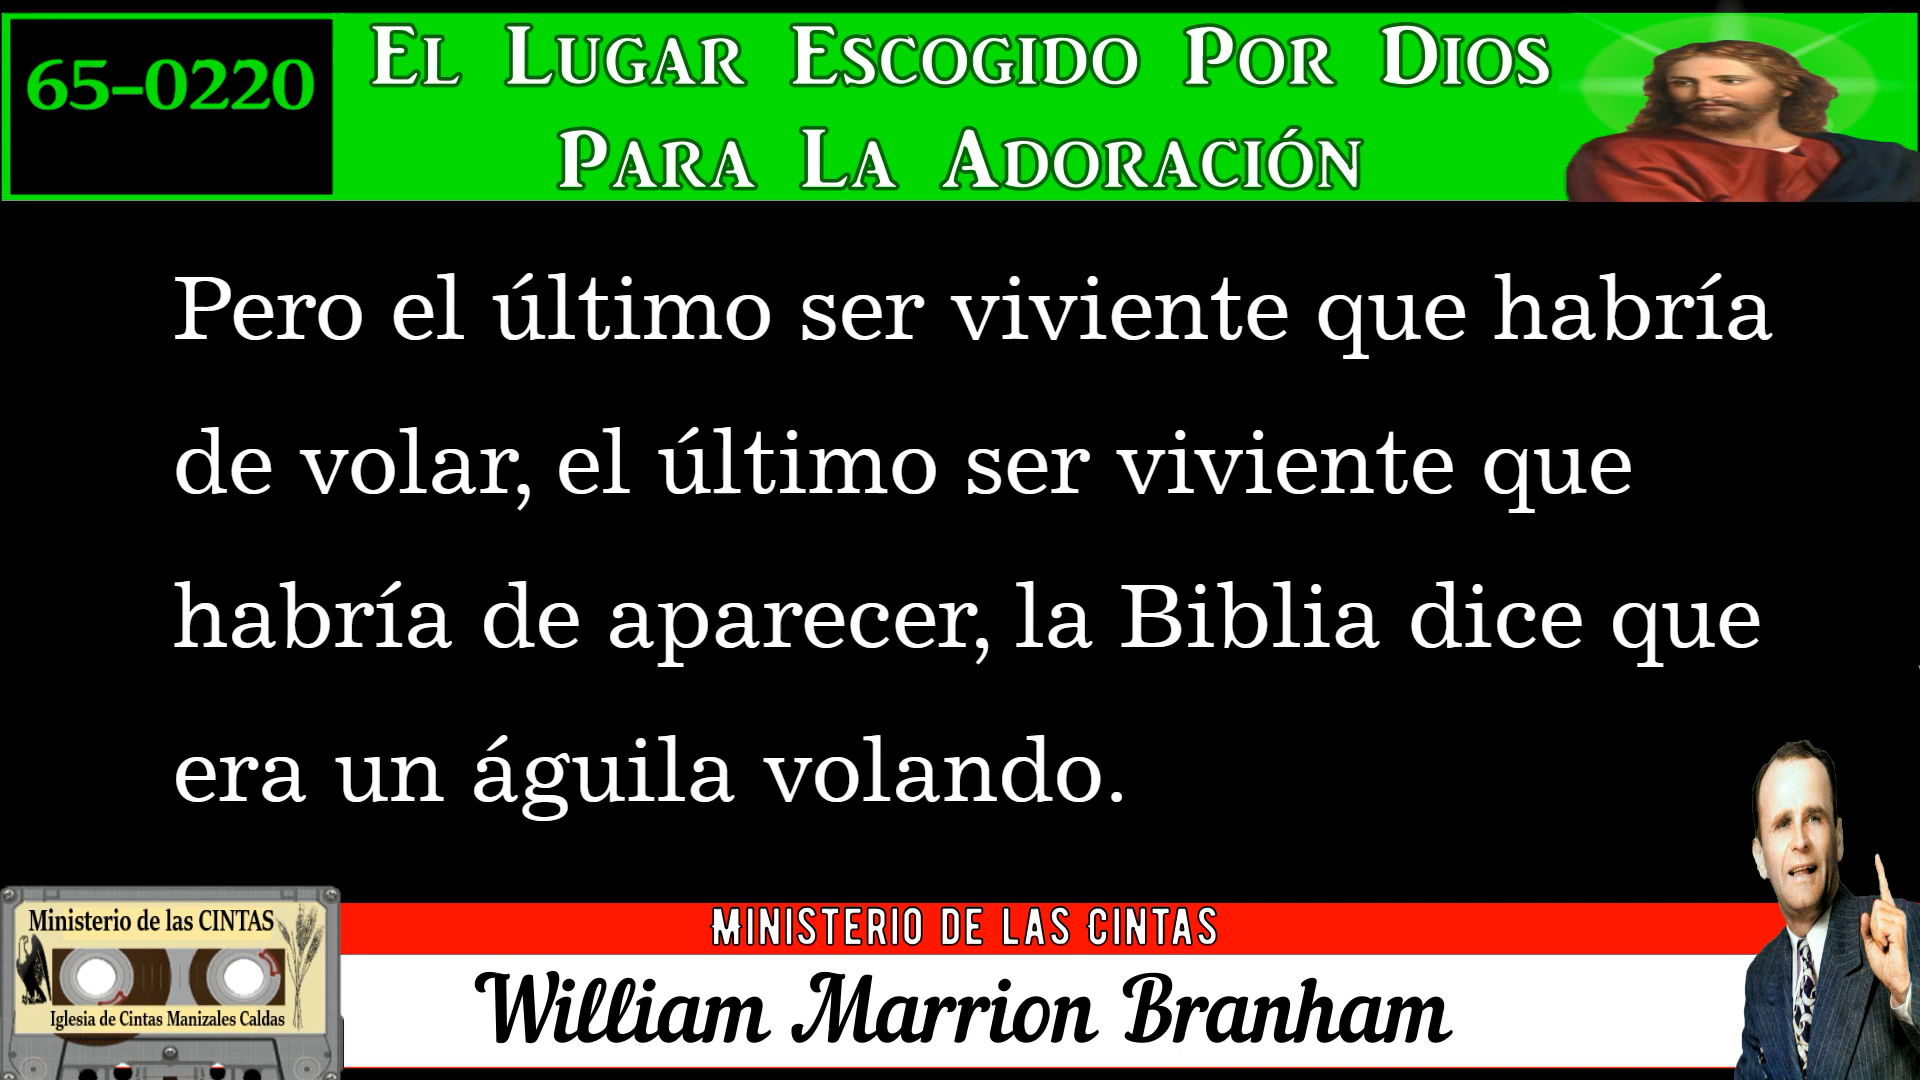 65-0220
El Lugar Escogido Por Dios
Para La Adoración
Pero el último ser viviente que habría
de volar, el último ser viviente que
habría de aparecer, la Biblia dice que
era un águila volando.
Ministerio de las CINTAS
Iglesia de Cintas Manizales Caldas
MINISTERIO DE LAS CINTAS
William Marrion Branham